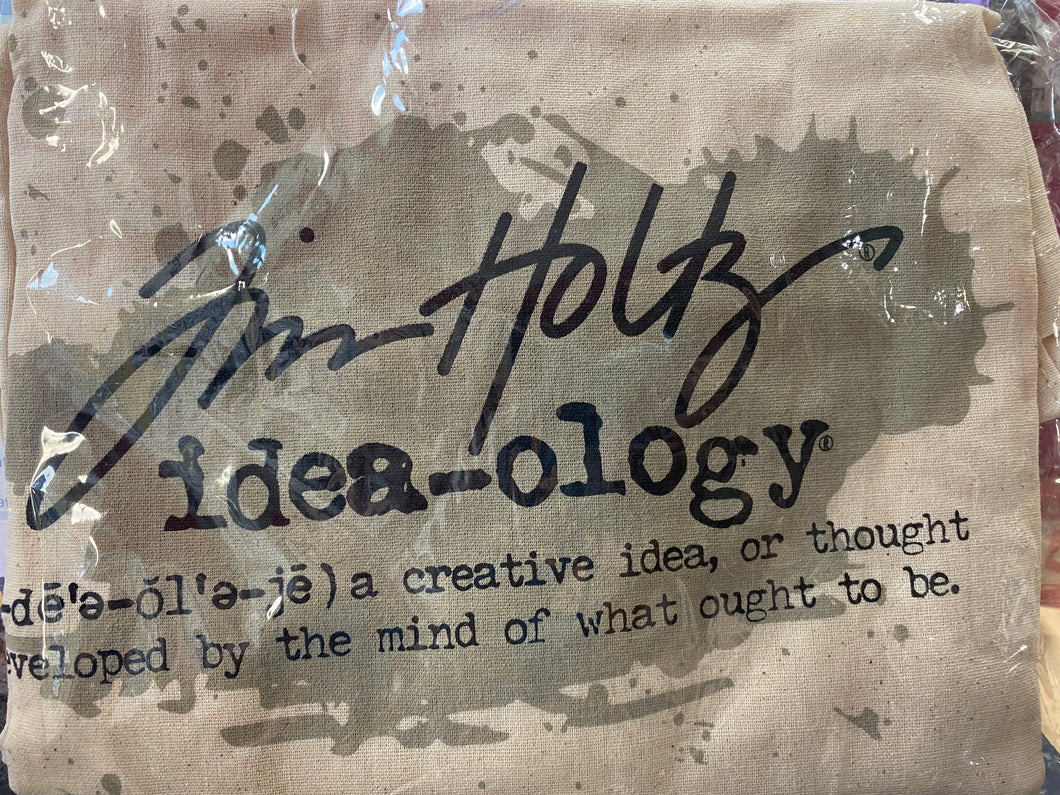 Tim Holtz®
idea-ology®
-dē'ə-ŏl'ə-jē) a creative idea, or thought
eveloped by the mind of what ought to be.